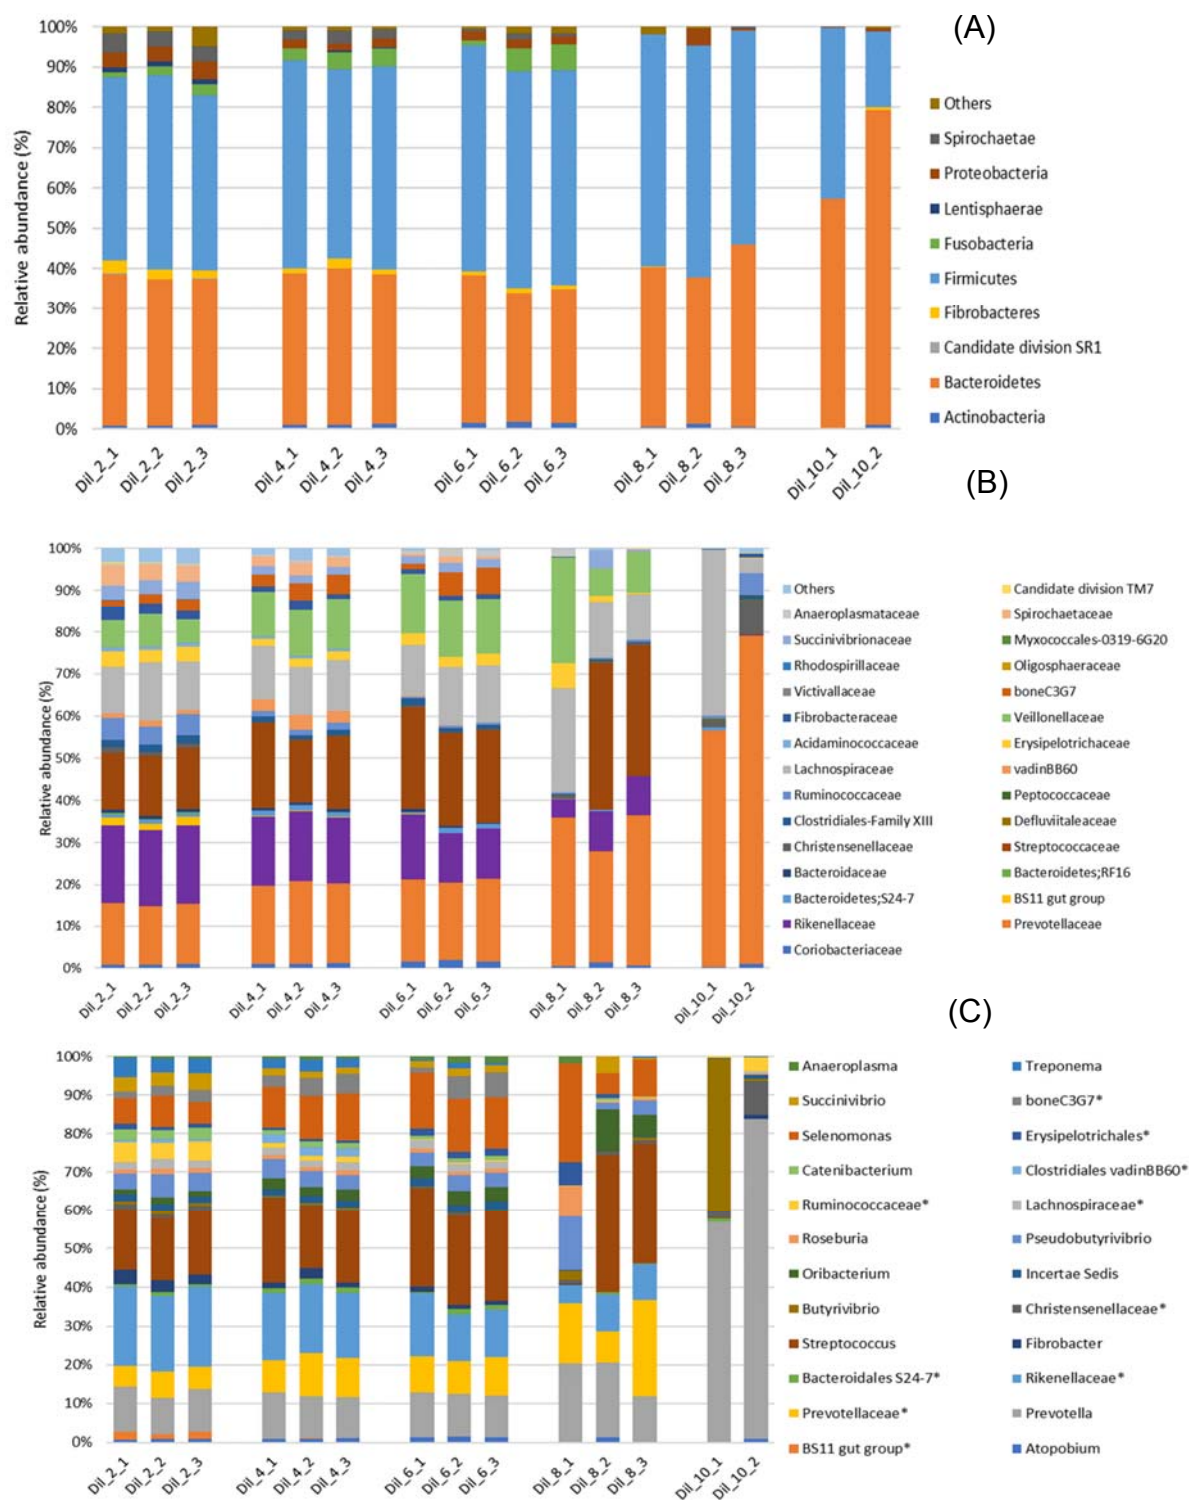 (A)
Relative abundance (%)
100%
90%
80%
70%
60%
50%
40%
30%
20%
10%
0%
Dil_2_1
Dil_2_2
Dil_2_3
Dil_4_1
Dil_4_2
Dil_4_3
Dil_6_1
Dil_6_2
Dil_6_3
Dil_8_1
Dil_8_2
Dil_8_3
Dil_10_1
Dil_10_2
Others
Spirochaetae
Proteobacteria
Lentisphaerae
Fusobacteria
Firmicutes
Fibrobacteres
Candidate division SR1
Bacteroidetes
Actinobacteria
(B)
Relative abundance (%)
100%
90%
80%
70%
60%
50%
40%
30%
20%
10%
0%
Dil_2_1
Dil_2_2
Dil_2_3
Dil_4_1
Dil_4_2
Dil_4_3
Dil_6_1
Dil_6_2
Dil_6_3
Dil_8_1
Dil_8_2
Dil_8_3
Dil_10_1
Dil_10_2
Others Candidate division TM7
Anaeroplasmataceae Spirochaetaceae
Succinivibrionaceae Myxococcales-0319-6G20
Rhodospirillaceae Oligosphaeraceae
Victivallaceae boneC3G7
Fibrobacteraceae Veillonellaceae
Acidaminococcaceae Erysipelotrichaceae
Lachnospiraceae vadinBB60
Ruminococcaceae Peptococcaceae
Clostridiales-Family XIII Defluviitaleaceae
Christensenellaceae Streptococcaceae
Bacteroidaceae Bacteroidetes;RF16
Bacteroidetes;S24-7 BS11 gut group
Rikenellaceae Prevotellaceae
Coriobacteriaceae
(C)
Relative abundance (%)
100%
90%
80%
70%
60%
50%
40%
30%
20%
10%
0%
Dil_2_1
Dil_2_2
Dil_2_3
Dil_4_1
Dil_4_2
Dil_4_3
Dil_6_1
Dil_6_2
Dil_6_3
Dil_8_1
Dil_8_2
Dil_8_3
Dil_10_1
Dil_10_2
Anaeroplasma Treponema
Succinivibrio boneC3G7*
Selenomonas Erysipelotrichales*
Catenibacterium Clostridiales vadinBB60*
Ruminococcaceae* Lachnospiraceae*
Roseburia Pseudobutyrivibrio
Oribacterium Incertae Sedis
Butyrivibrio Christensenellaceae*
Streptococcus Fibrobacter
Bacteroidales S24-7* Rikenellaceae*
Prevotellaceae* Prevotella
BS11 gut group* Atopobium